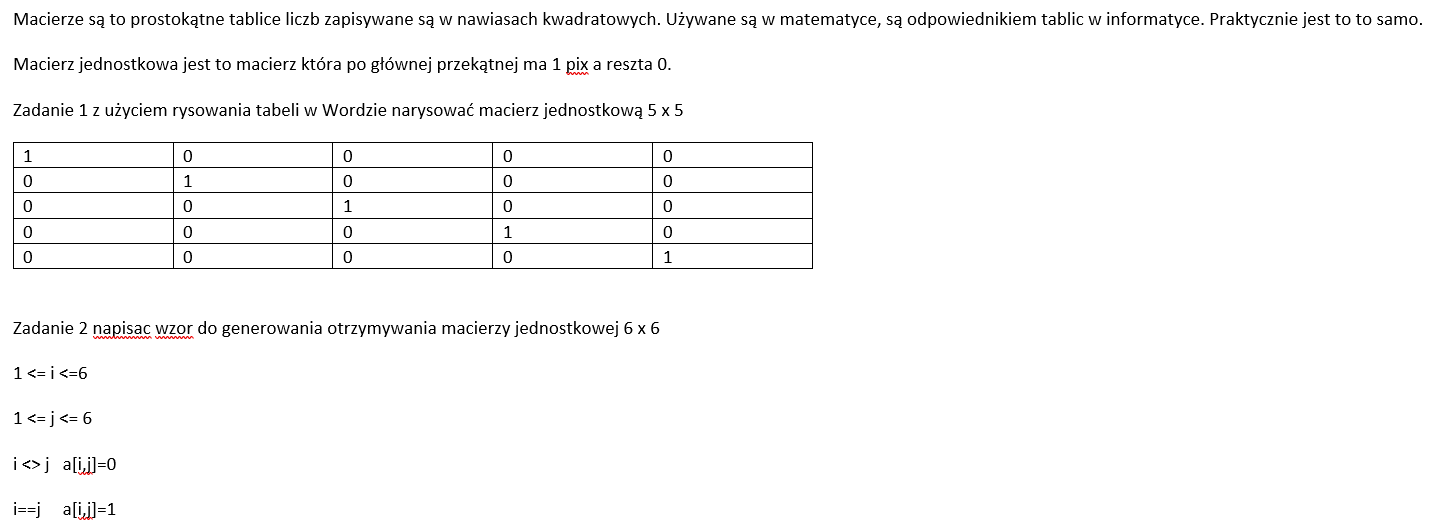 Macierze są to prostokątne tablice liczb zapisywane są w nawiasach kwadratowych. Używane są w matematyce, są odpowiednikiem tablic w informatyce. Praktycznie jest to to samo.
Macierz jednostkowa jest to macierz która po głównej przekątnej ma 1 pix a reszta 0.
Zadanie 1 z użyciem rysowania tabeli w Wordzie narysować macierz jednostkową 5 x 5
1 0 0 0 0
0 1 0 0 0
0 0 1 0 0
0 0 0 1 0
0 0 0 0 1
Zadanie 2 napisac wzor do generowania otrzymywania macierzy jednostkowej 6 x 6
1 <= i <=6
1 <= j <= 6
i <> j a[i,j]=0
i==j a[i,j]=1